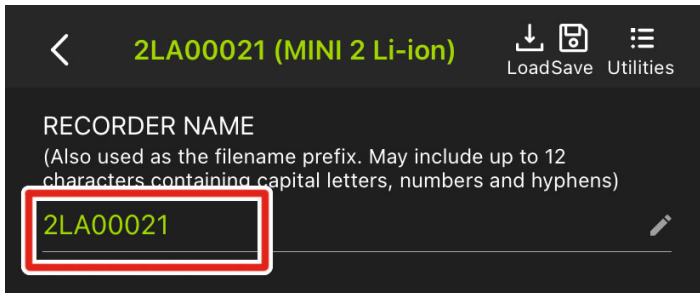 2LA00021 (MINI 2 Li-ion)
Load Save Utilities
RECORDER NAME
(Also used as the filename prefix. May include up to 12
characters containing capital letters, numbers and hyphens)
2LA00021